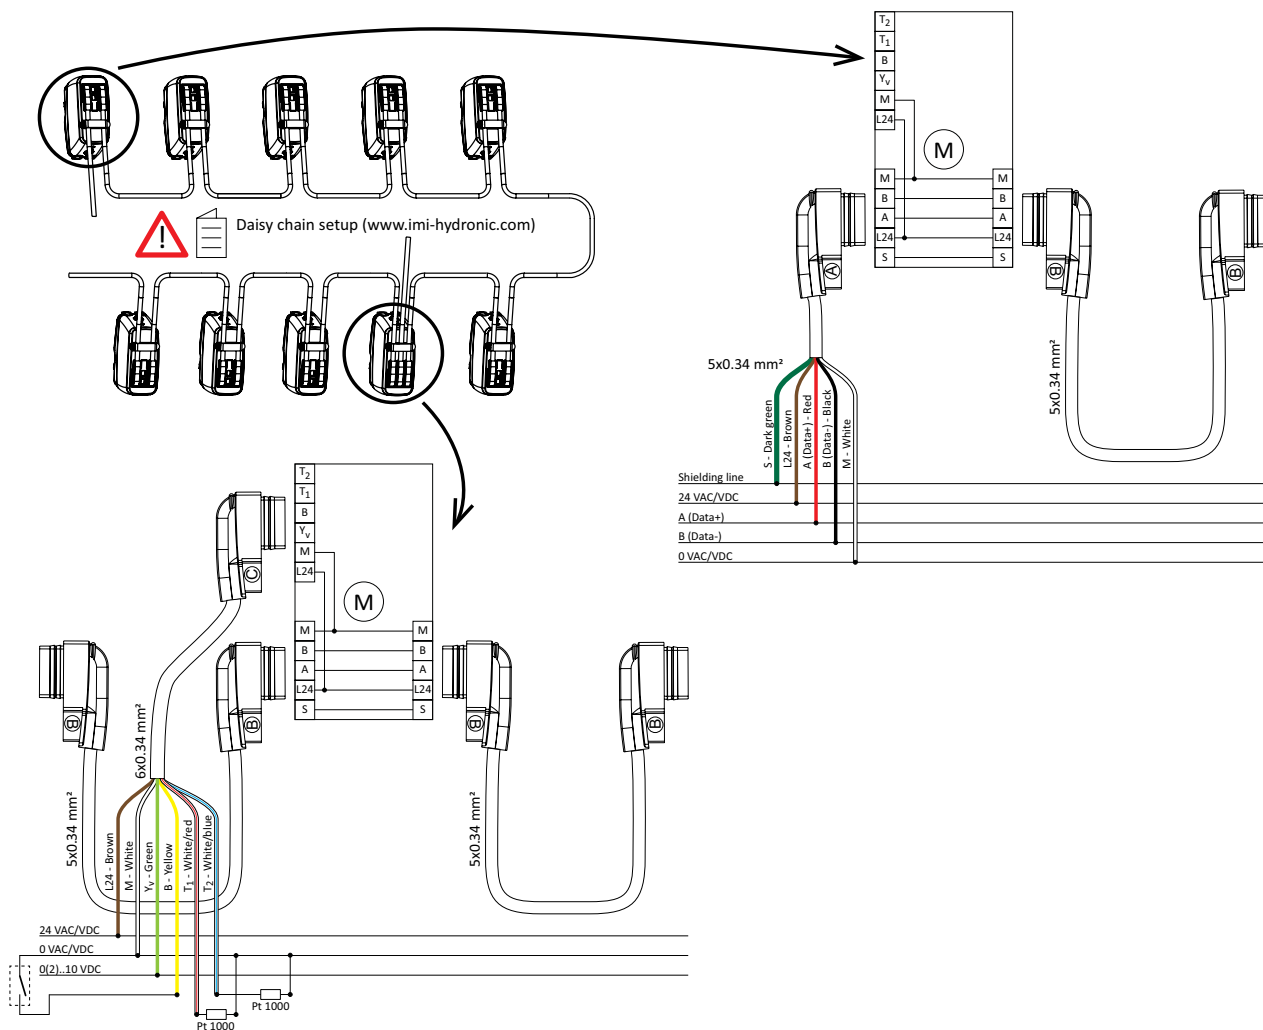 T2
T1
B
Yv
M
L24
M
M M
B B
A A
L24 L24
S S
A
B
B
! Daisy chain setup (www.imi-hydronic.com)
5x0.34 mm²
5x0.34 mm²
S - Dark green
L24 - Brown
A (Data+) - Red
B (Data-) - Black
M - White
Shielding line
24 VAC/VDC
A (Data+)
B (Data-)
0 VAC/VDC
T2
T1
B
Yv
M
L24
M
M M
B B
A A
L24 L24
S S
C
B
B
B
B
6x0.34 mm²
5x0.34 mm²
5x0.34 mm²
L24 - Brown
M - White
Yv - Green
B - Yellow
T1 - White/red
T2 - White/blue
24 VAC/VDC
0 VAC/VDC
0(2)..10 VDC
Pt 1000
Pt 1000